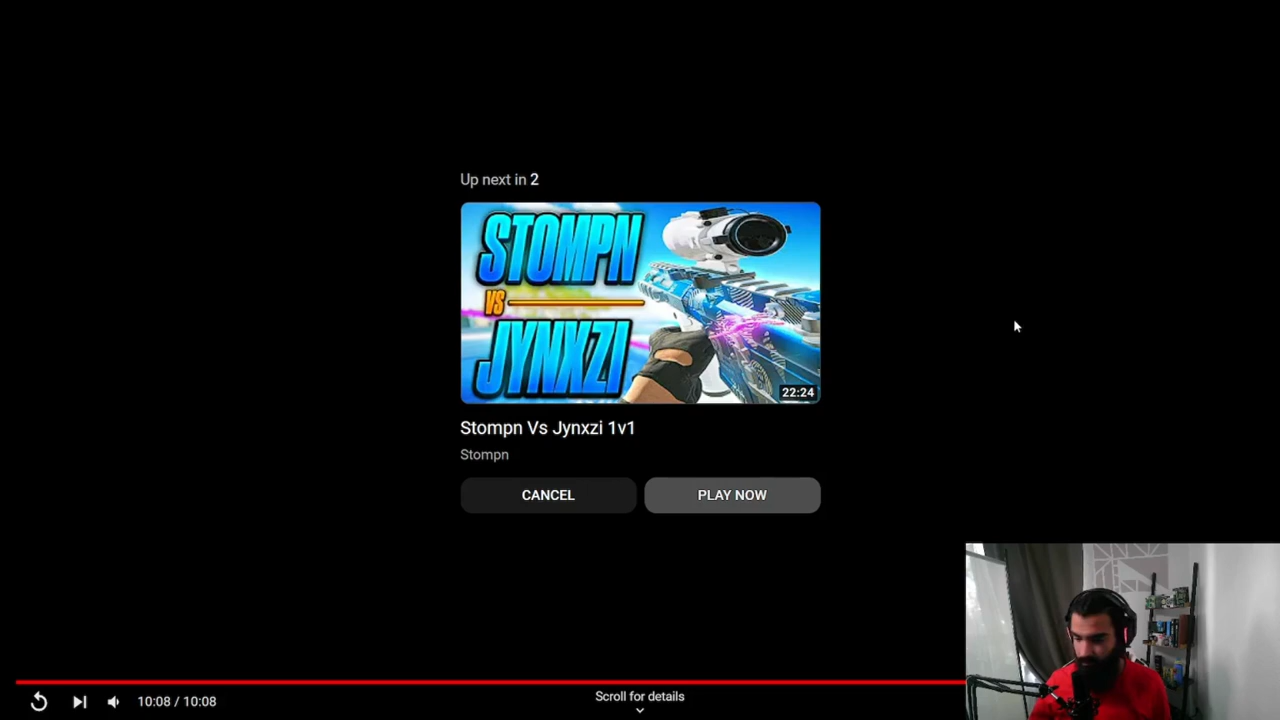 Up next in 2
STOMPN
VS
JYNXZI
22:24
Stompn Vs Jynxzi 1v1
Stompn
CANCEL
PLAY NOW
10:08 / 10:08
Scroll for details